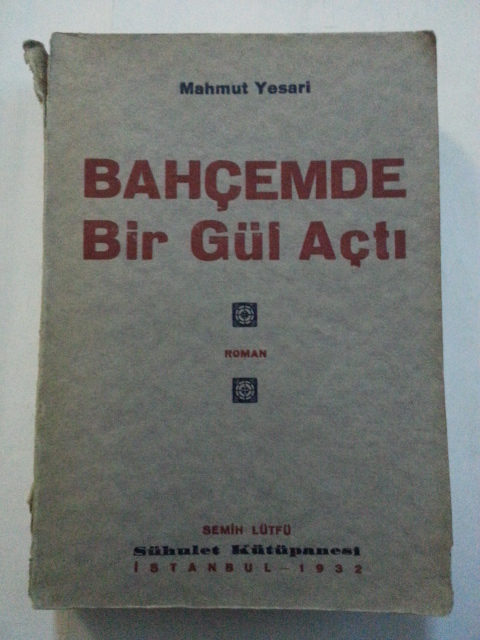 Mahmut Yesari
BAHÇEMDE
Bir Gül Açtı
ROMAN
SEMİH LÜTFÜ
Sühulet Kütüpanesi
İSTANBUL - 1932